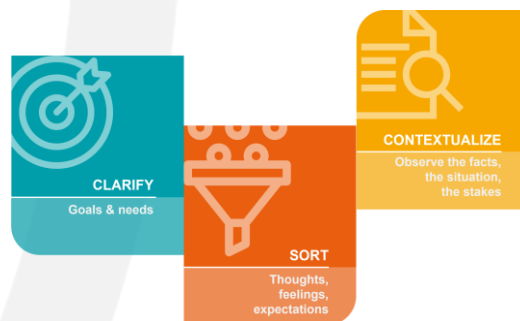 CLARIFY
Goals & needs
SORT
Thoughts,
feelings,
expectations
CONTEXTUALIZE
Observe the facts,
the situation,
the stakes